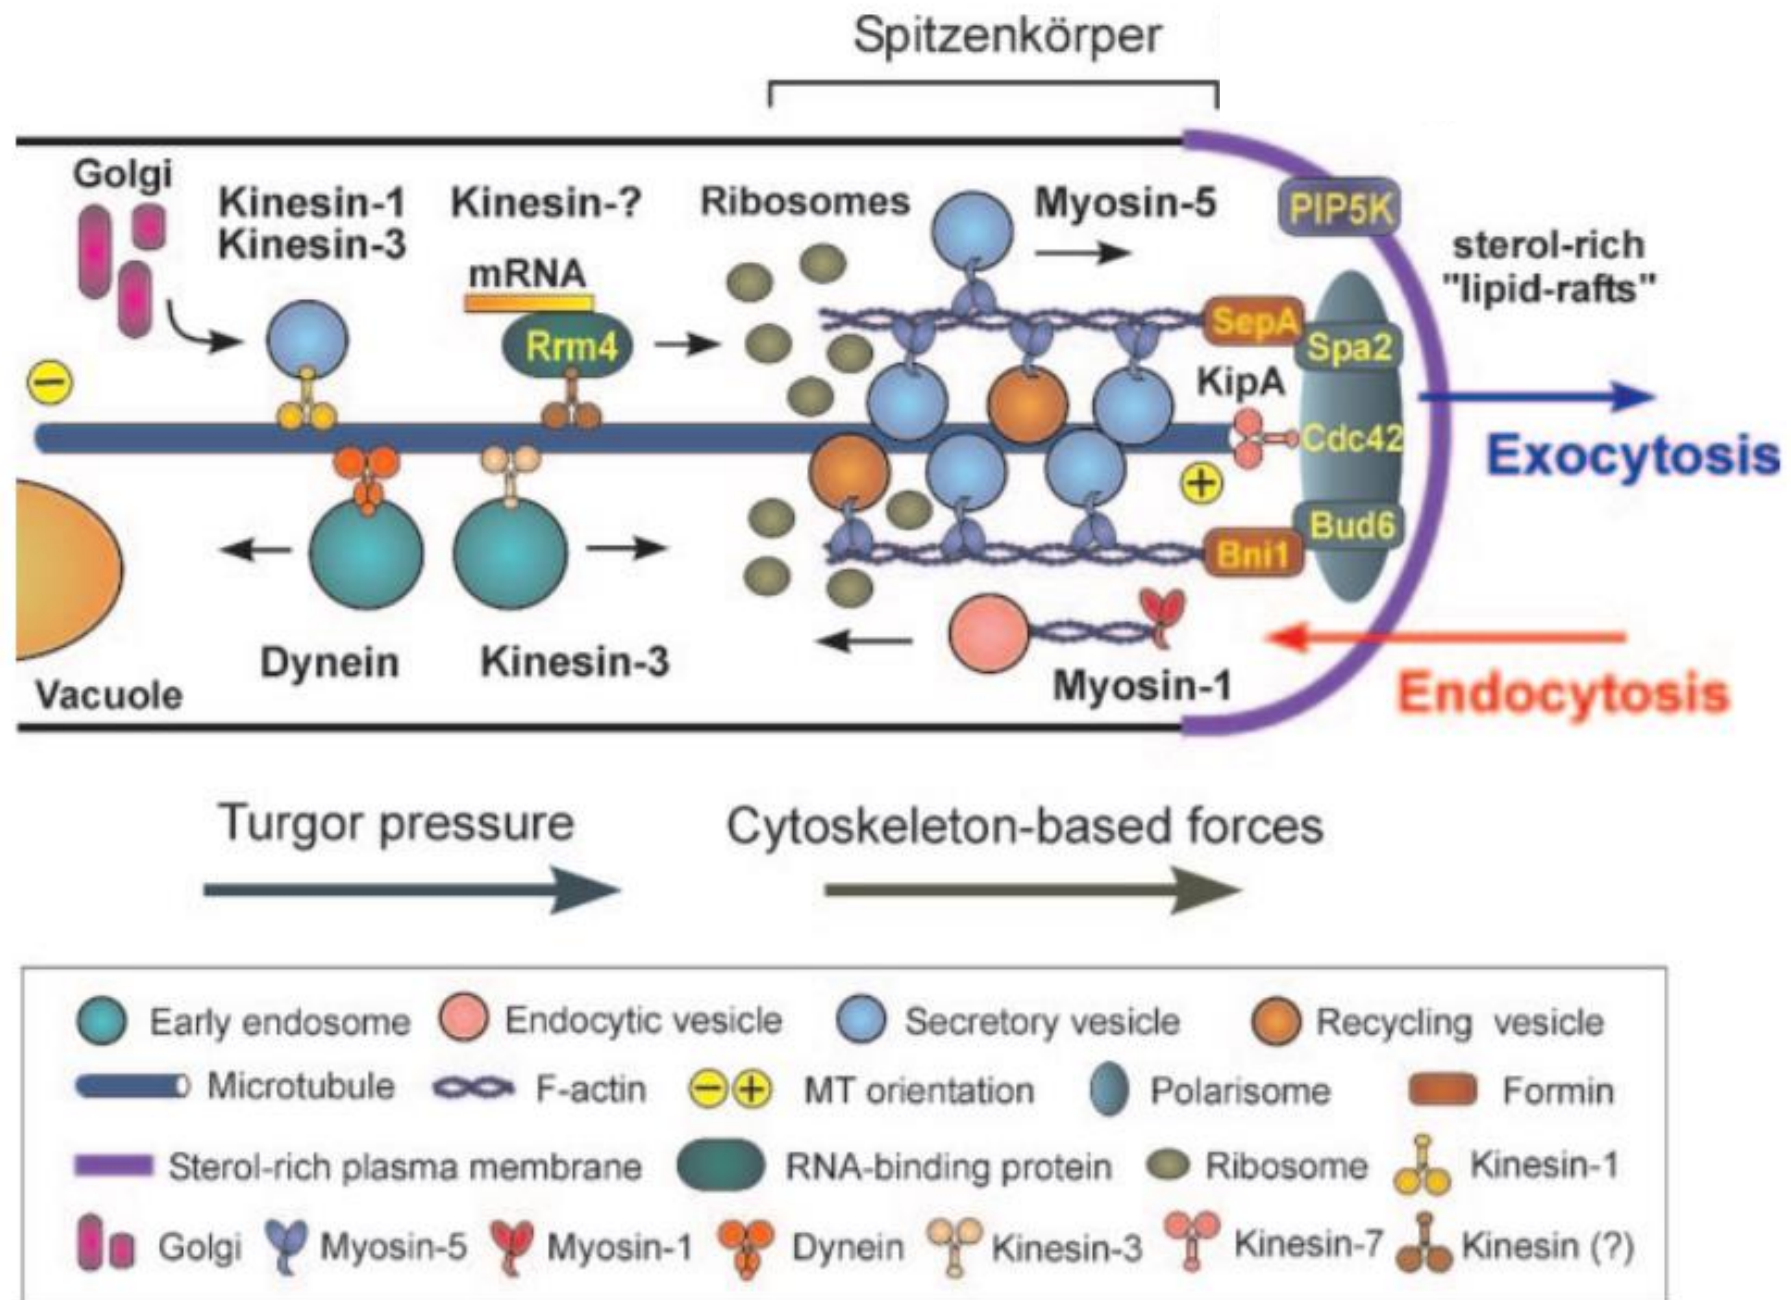 Spitzenkörper
Golgi
Kinesin-1
Kinesin-3
Kinesin-?
mRNA
Rrm4
Ribosomes
Myosin-5
PIP5K
sterol-rich
"lipid-rafts"
SepA
Spa2
KipA
Cdc42
−
+
Exocytosis
Bud6
Bni1
Dynein
Kinesin-3
Vacuole
Myosin-1
Endocytosis
Turgor pressure
Cytoskeleton-based forces
Early endosome
Endocytic vesicle
Secretory vesicle
Recycling vesicle
Microtubule
F-actin
− +
MT orientation
Polarisome
Formin
Sterol-rich plasma membrane
RNA-binding protein
Ribosome
Kinesin-1
Golgi
Myosin-5
Myosin-1
Dynein
Kinesin-3
Kinesin-7
Kinesin (?)